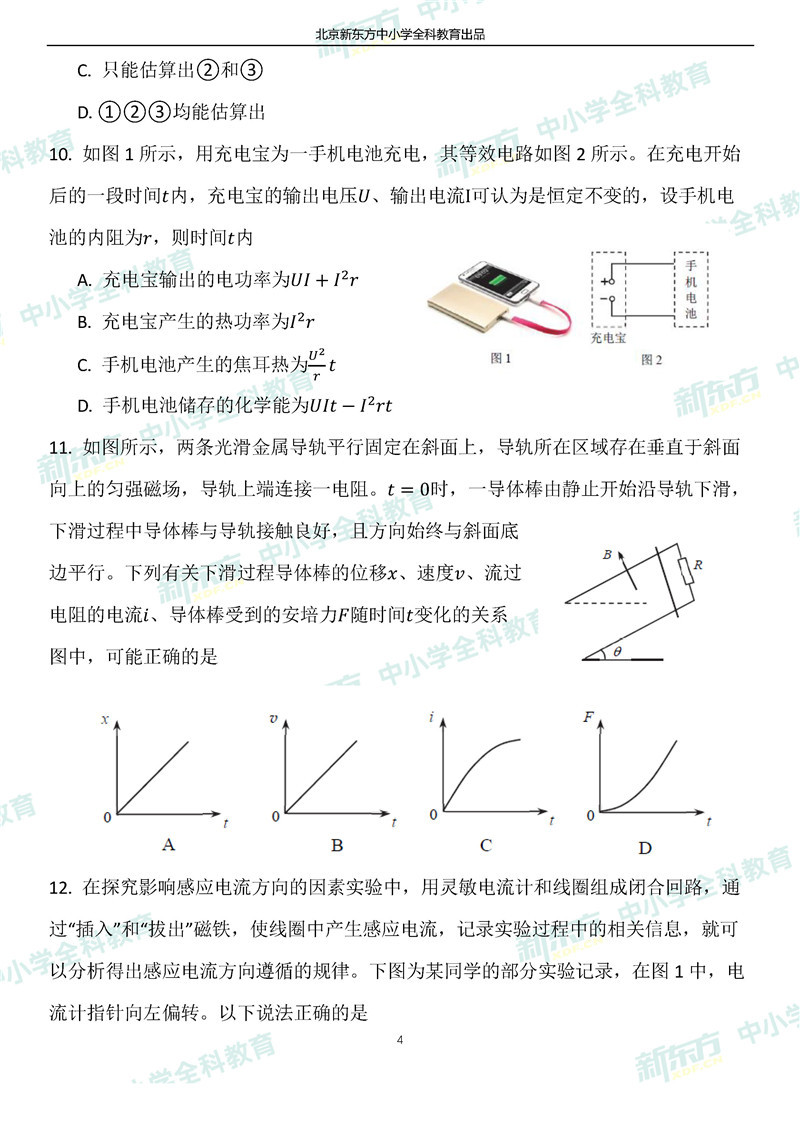 北京新东方中小学全科教育出品
C. 只能估算出②和③
D. ①②③均能估算出
10. 如图 1 所示，用充电宝为一手机电池充电，其等效电路如图 2 所示。在充电开始
后的一段时间t内，充电宝的输出电压U、输出电流I可认为是恒定不变的，设手机电
池的内阻为r，则时间t内
A. 充电宝输出的电功率为UI + I²r
B. 充电宝产生的热功率为I²r
C. 手机电池产生的焦耳热为U²/r t
D. 手机电池储存的化学能为UIt − I²rt
+
−
手机电池
充电宝
图 1
图 2
11. 如图所示，两条光滑金属导轨平行固定在斜面上，导轨所在区域存在垂直于斜面
向上的匀强磁场，导轨上端连接一电阻。t = 0时，一导体棒由静止开始沿导轨下滑，
下滑过程中导体棒与导轨接触良好，且方向始终与斜面底
边平行。下列有关下滑过程导体棒的位移x、速度v、流过
电阻的电流i、导体棒受到的安培力F随时间t变化的关系
图中，可能正确的是
B
R
θ
x
0
t
A
v
0
t
B
i
0
t
C
F
0
t
D
12. 在探究影响感应电流方向的因素实验中，用灵敏电流计和线圈组成闭合回路，通
过“插入”和“拔出”磁铁，使线圈中产生感应电流，记录实验过程中的相关信息，就可
以分析得出感应电流方向遵循的规律。下图为某同学的部分实验记录，在图 1 中，电
流计指针向左偏转。以下说法正确的是
4
新东方 中小学全科教育
XDF.CN